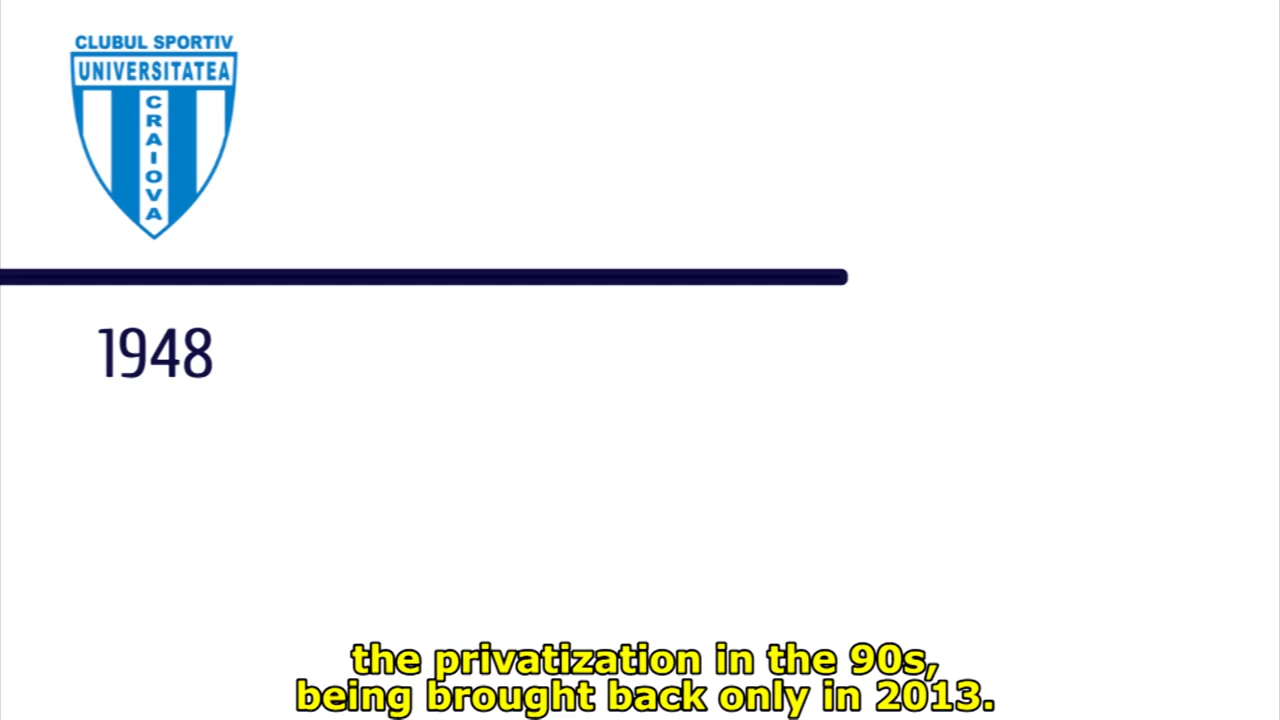 CLUBUL SPORTIV
UNIVERSITATEA
CRAIOVA
1948
the privatization in the 90s,
being brought back only in 2013.